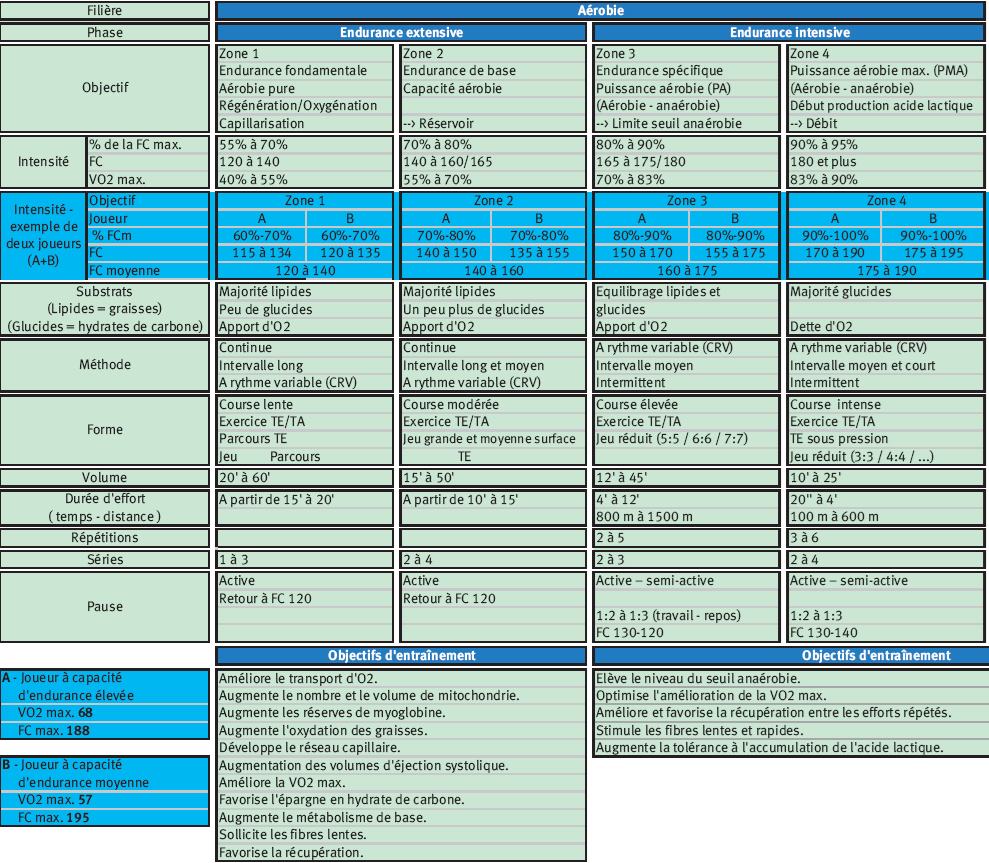 Filière Aérobie
Phase Endurance extensive Endurance intensive
Zone 1 Zone 2 Zone 3 Zone 4
Endurance fondamentale Endurance de base Endurance spécifique Puissance aérobie max. (PMA)
Objectif Aérobie pure Capacité aérobie Puissance aérobie (PA) (Aérobie - anaérobie)
Régénération/Oxygénation (Aérobie - anaérobie) Début production acide lactique
Capillarisation --> Réservoir --> Limite seuil anaérobie --> Débit
% de la FC max. 55% à 70% 70% à 80% 80% à 90% 90% à 95%
Intensité FC 120 à 140 140 à 160/165 165 à 175/180 180 et plus
VO2 max. 40% à 55% 55% à 70% 70% à 83% 83% à 90%
Intensité - exemple de deux joueurs (A+B)
Objectif Zone 1 Zone 2 Zone 3 Zone 4
Joueur A B A B A B A B
% FCm 60%-70% 60%-70% 70%-80% 70%-80% 80%-90% 80%-90% 90%-100% 90%-100%
FC 115 à 134 120 à 135 140 à 150 135 à 155 150 à 170 155 à 175 170 à 190 175 à 195
FC moyenne 120 à 140 140 à 160 160 à 175 175 à 190
Substrats Majorité lipides Majorité lipides Equilibrage lipides et Majorité glucides
(Lipides = graisses) Peu de glucides Un peu plus de glucides glucides
(Glucides = hydrates de carbone) Apport d'O2 Apport d'O2 Apport d'O2 Dette d'O2
Continue Continue A rythme variable (CRV) A rythme variable (CRV)
Méthode Intervalle long Intervalle long et moyen Intervalle moyen Intervalle moyen et court
A rythme variable (CRV) A rythme variable (CRV) Intermittent Intermittent
Course lente Course modérée Course élevée Course intense
Forme Exercice TE/TA Exercice TE/TA Exercice TE/TA Exercice TE/TA
Parcours TE Jeu grande et moyenne surface Jeu réduit (5:5 / 6:6 / 7:7) TE sous pression
Jeu Parcours TE Jeu réduit (3:3 / 4:4 / ...)
Volume 20' à 60' 15' à 50' 12' à 45' 10' à 25'
Durée d'effort A partir de 15' à 20' A partir de 10' à 15' 4' à 12' 20'' à 4'
( temps - distance ) 800 m à 1500 m 100 m à 600 m
Répétitions 2 à 5 3 à 6
Séries 1 à 3 2 à 4 2 à 3 2 à 4
Active Active Active – semi-active Active – semi-active
Pause Retour à FC 120 Retour à FC 120
1:2 à 1:3 (travail - repos) 1:2 à 1:3
FC 130-120 FC 130-140
Objectifs d'entraînement Objectifs d'entraînement
A - Joueur à capacité
d'endurance élevée
VO2 max. 68
FC max. 188
B - Joueur à capacité
d'endurance moyenne
VO2 max. 57
FC max. 195
Améliore le transport d'O2.
Augmente le nombre et le volume de mitochondrie.
Augmente les réserves de myoglobine.
Augmente l'oxydation des graisses.
Développe le réseau capillaire.
Augmentation des volumes d'éjection systolique.
Améliore la VO2 max.
Favorise l'épargne en hydrate de carbone.
Augmente le métabolisme de base.
Sollicite les fibres lentes.
Favorise la récupération.
Elève le niveau du seuil anaérobie.
Optimise l'amélioration de la VO2 max.
Améliore et favorise la récupération entre les efforts répétés.
Stimule les fibres lentes et rapides.
Augmente la tolérance à l'accumulation de l'acide lactique.